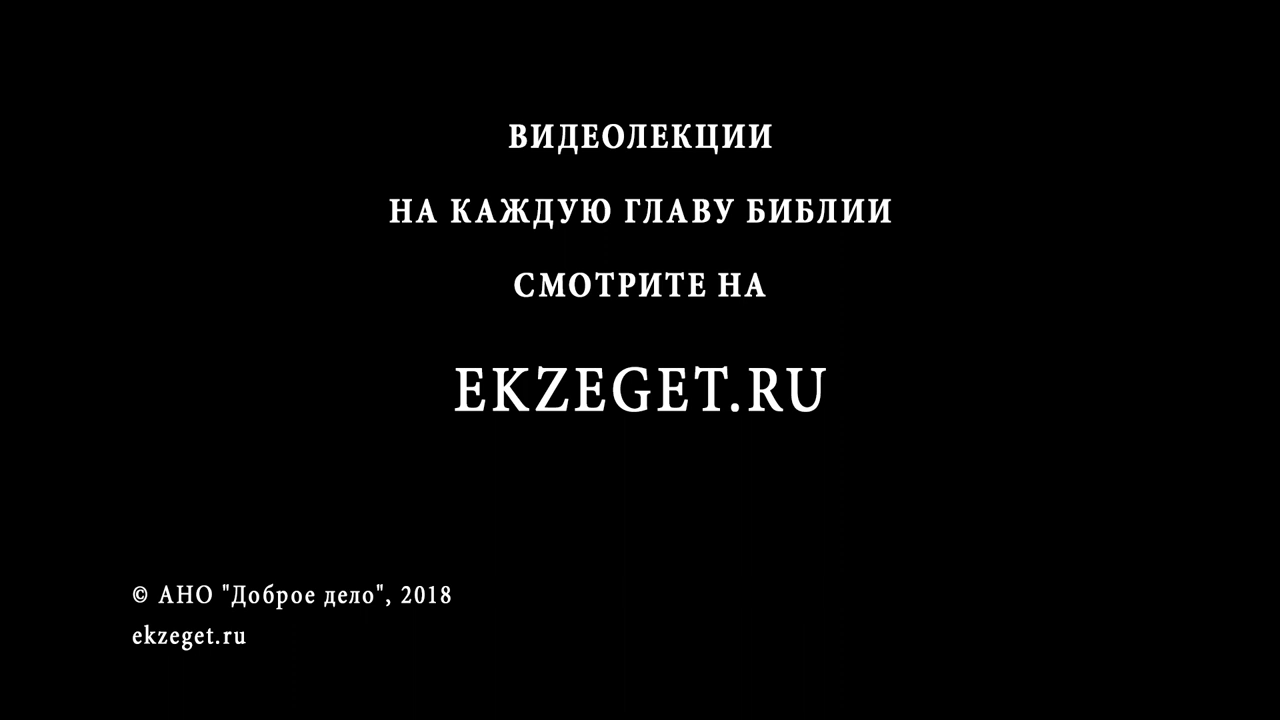 ВИДЕОЛЕКЦИИ
НА КАЖДУЮ ГЛАВУ БИБЛИИ
СМОТРИТЕ НА
EKZEGET.RU
© АНО "Доброе дело", 2018
ekzeget.ru